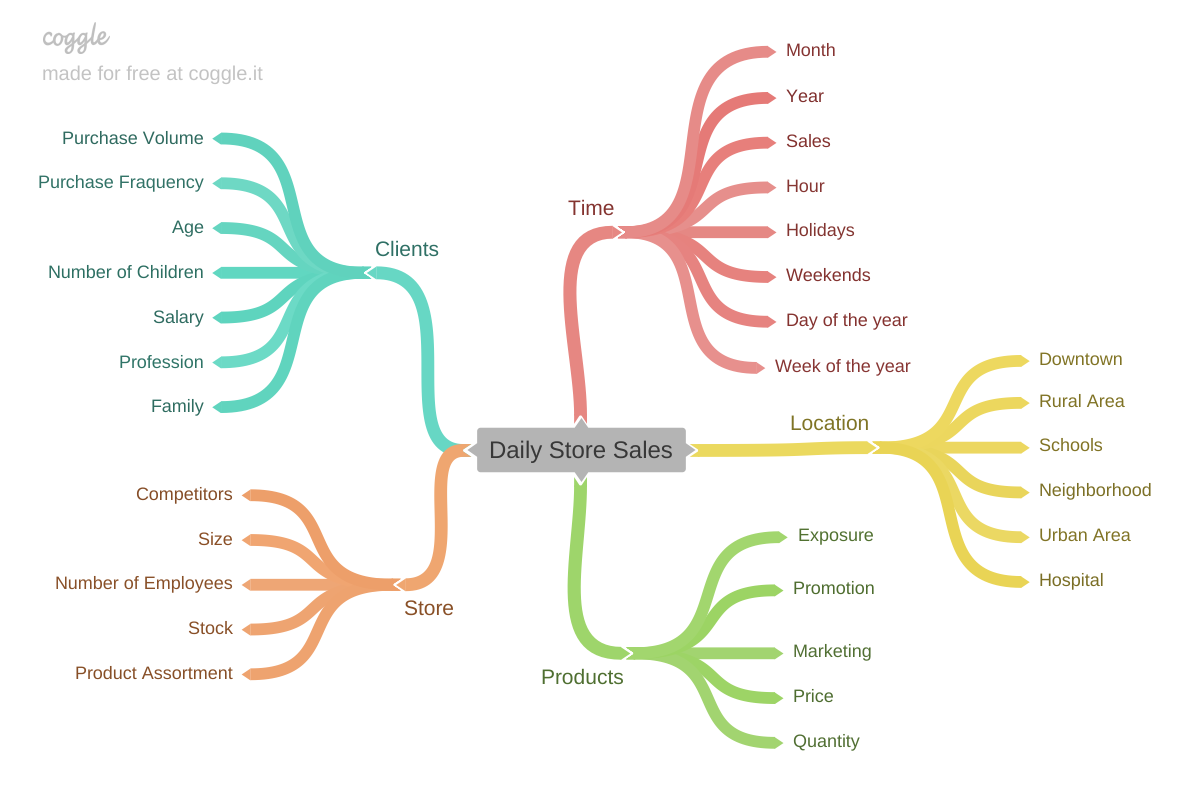 coggle
made for free at coggle.it
Clients
Purchase Volume
Purchase Fraquency
Age
Number of Children
Salary
Profession
Family
Time
Month
Year
Sales
Hour
Holidays
Weekends
Day of the year
Week of the year
Daily Store Sales
Location
Downtown
Rural Area
Schools
Neighborhood
Urban Area
Hospital
Store
Competitors
Size
Number of Employees
Stock
Product Assortment
Products
Exposure
Promotion
Marketing
Price
Quantity